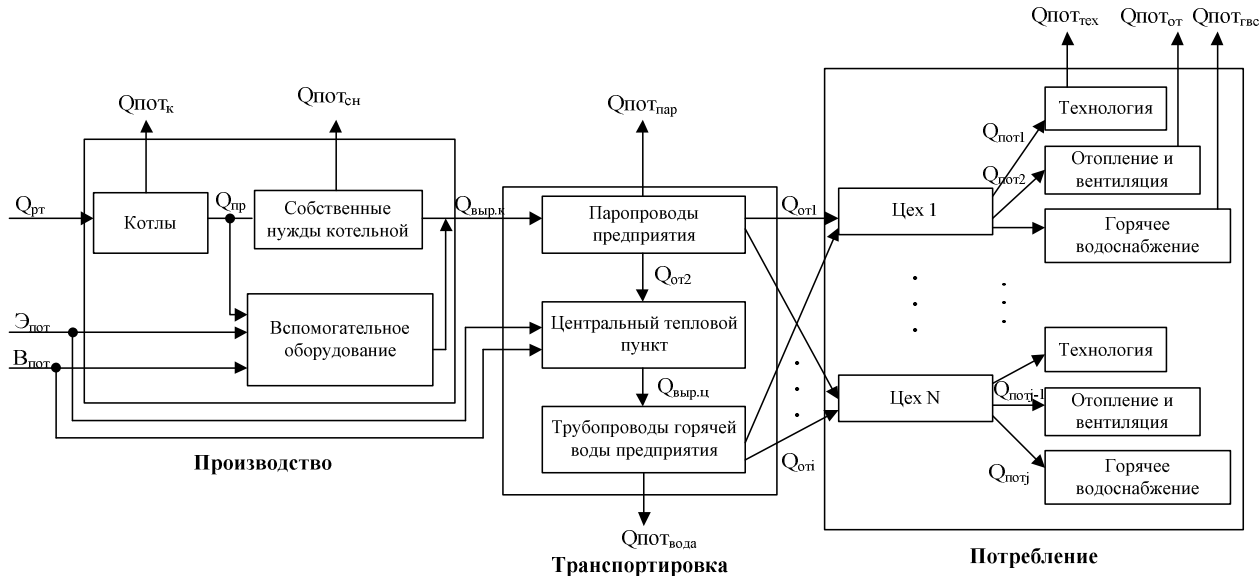 Qпот_тех
Qпот_от
Qпот_гвс
Qпот_к
Qпот_сн
Qпот_пар
Q_рт
Котлы
Q_пр
Собственные
нужды котельной
Q_выр.к
Э_пот
В_пот
Вспомогательное
оборудование
Производство
Паропроводы
предприятия
Q_от2
Центральный тепловой
пункт
Q_выр.ц
Трубопроводы горячей
воды предприятия
Qпот_вода
Транспортировка
Q_от1
Q_отi
Цех 1
Q_пот1
Q_пот2
Технология
Отопление и
вентиляция
Горячее
водоснабжение
Цех N
Q_потj-1
Q_потj
Технология
Отопление и
вентиляция
Горячее
водоснабжение
Потребление